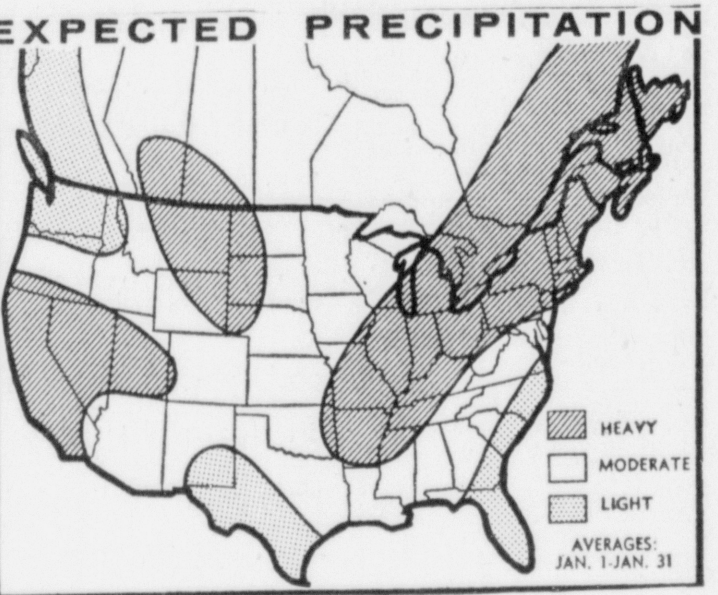 EXPECTED PRECIPITATION
HEAVY
MODERATE
LIGHT
AVERAGES:
JAN. 1-JAN. 31